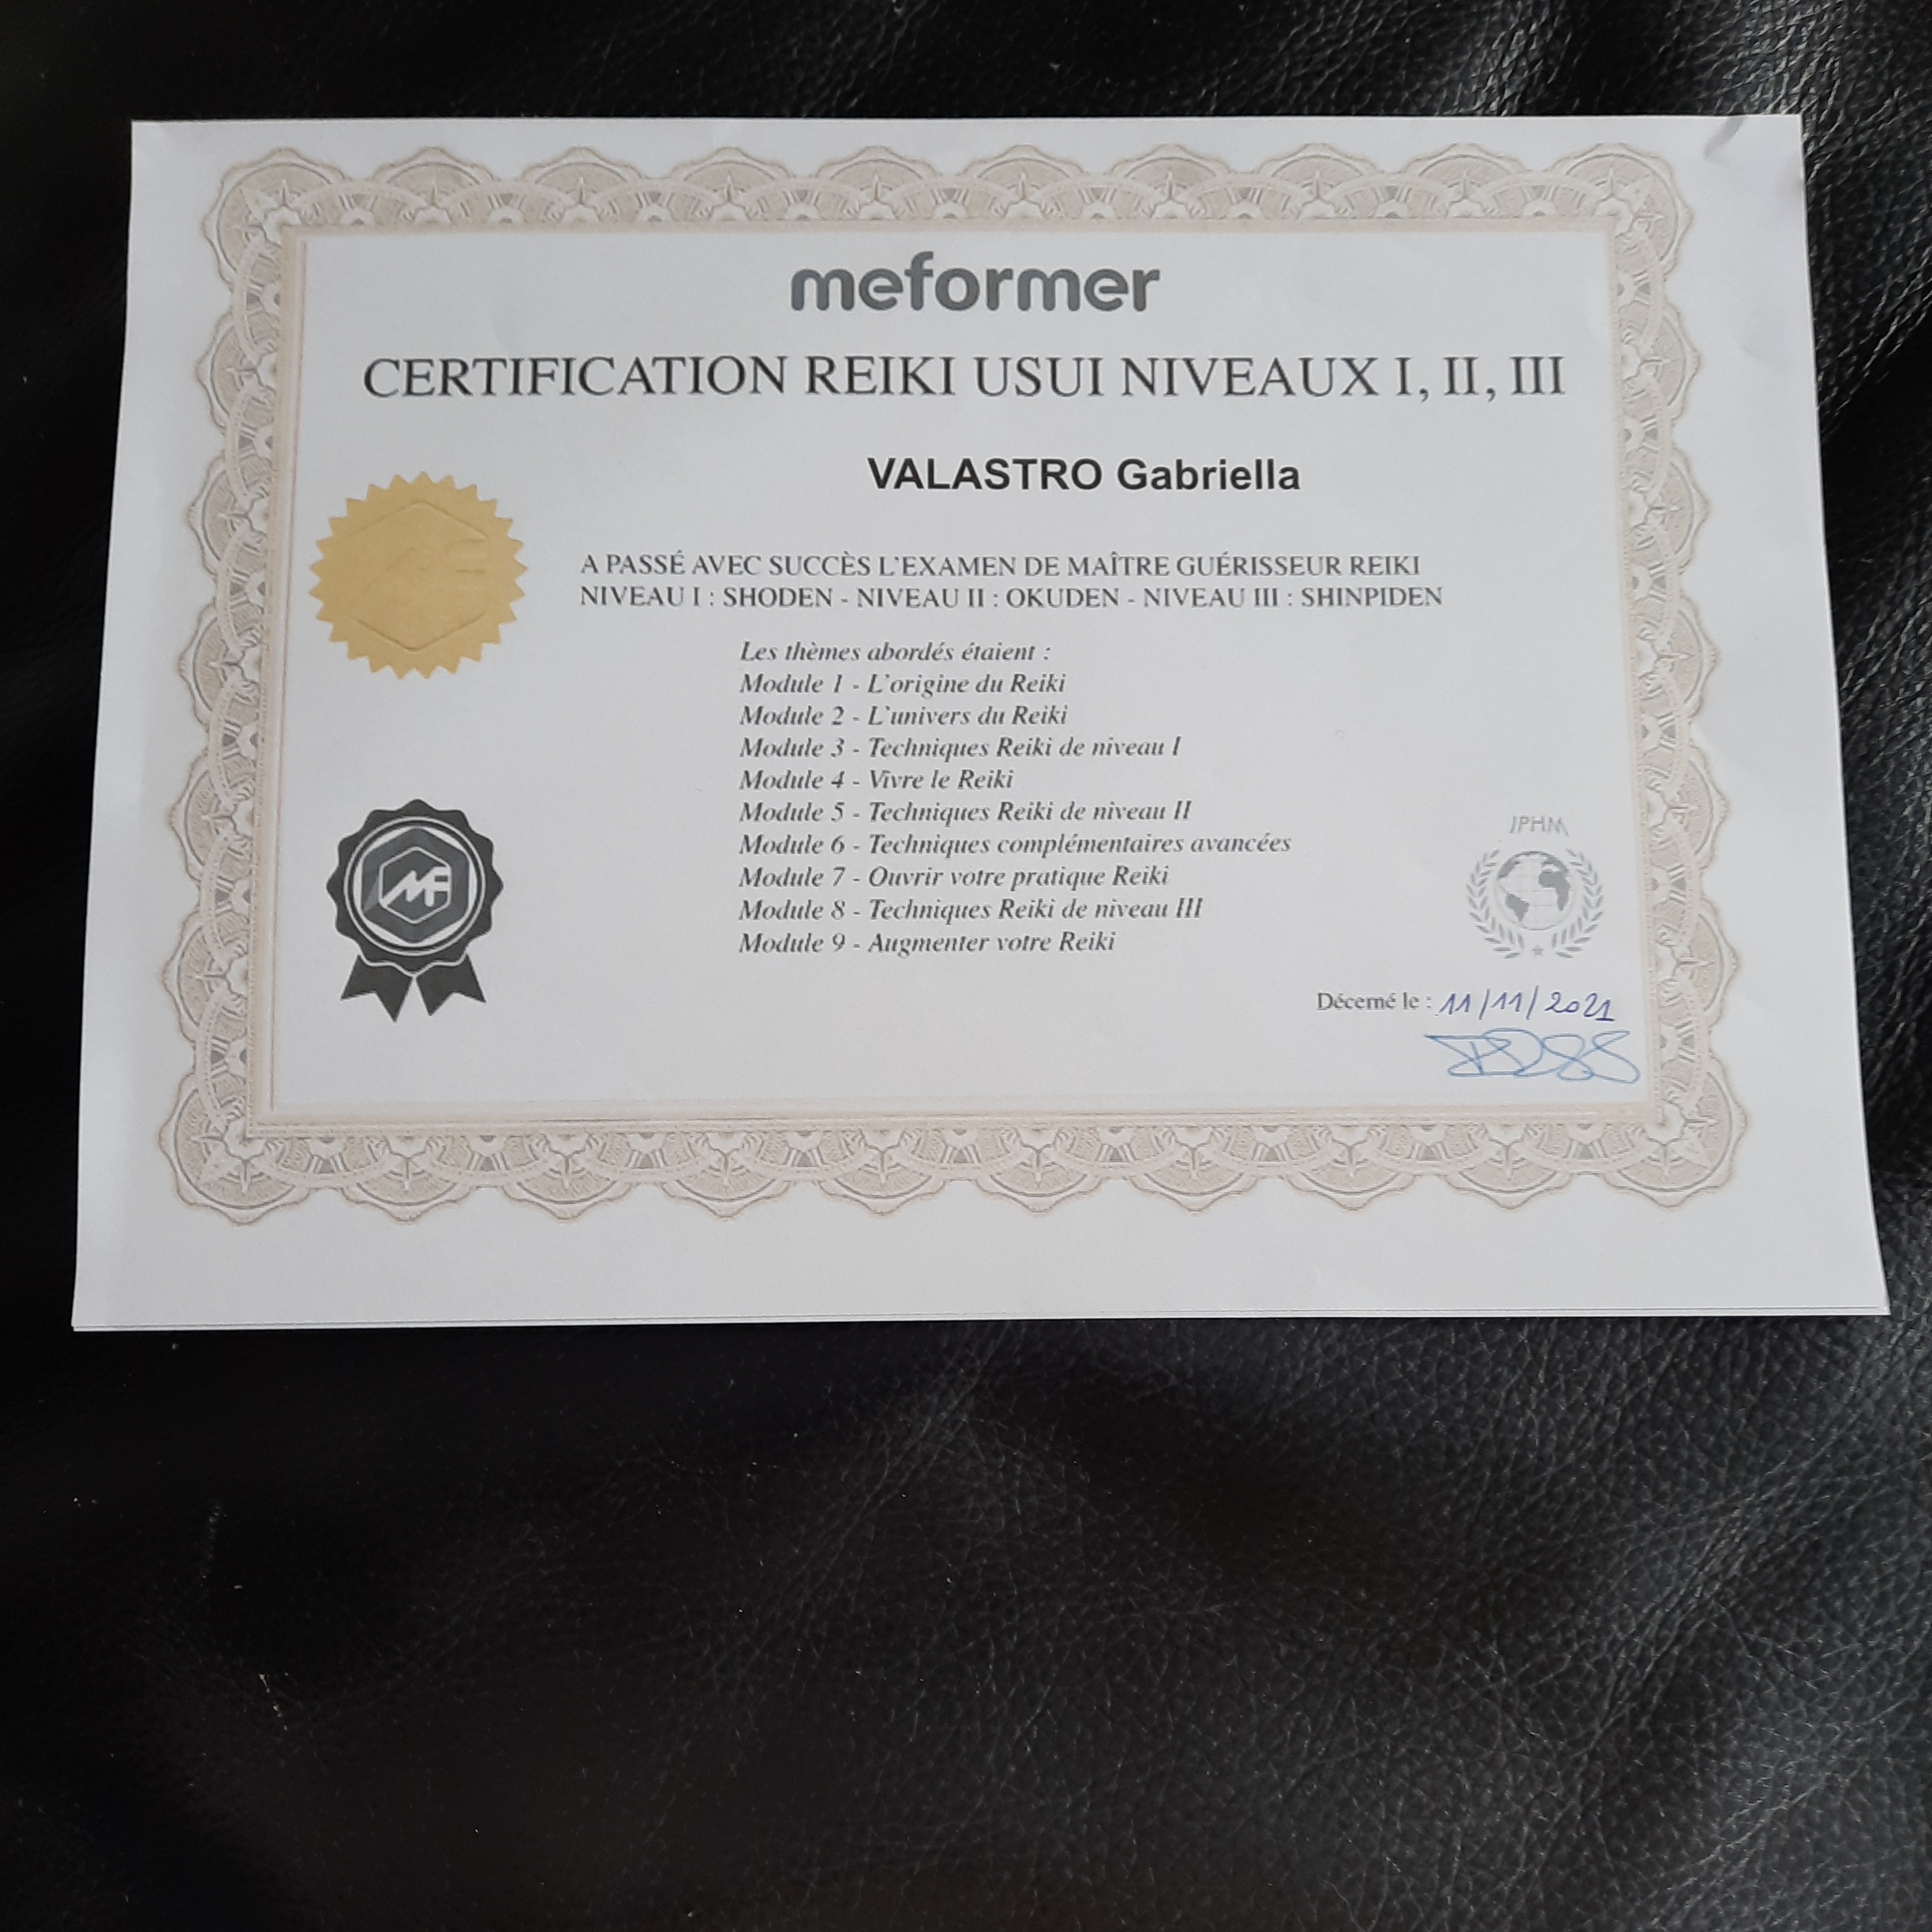 meformer
CERTIFICATION REIKI USUI NIVEAUX I, II, III
VALASTRO Gabriella
A PASSÉ AVEC SUCCÈS L'EXAMEN DE MAÎTRE GUÉRISSEUR REIKI
NIVEAU I : SHODEN - NIVEAU II : OKUDEN - NIVEAU III : SHINPIDEN
Les thèmes abordés étaient :
Module 1 - L'origine du Reiki
Module 2 - L'univers du Reiki
Module 3 - Techniques Reiki de niveau I
Module 4 - Vivre le Reiki
Module 5 - Techniques Reiki de niveau II
Module 6 - Techniques complémentaires avancées
Module 7 - Ouvrir votre pratique Reiki
Module 8 - Techniques Reiki de niveau III
Module 9 - Augmenter votre Reiki
MF
IPHM
Décerné le : 11/11/2021